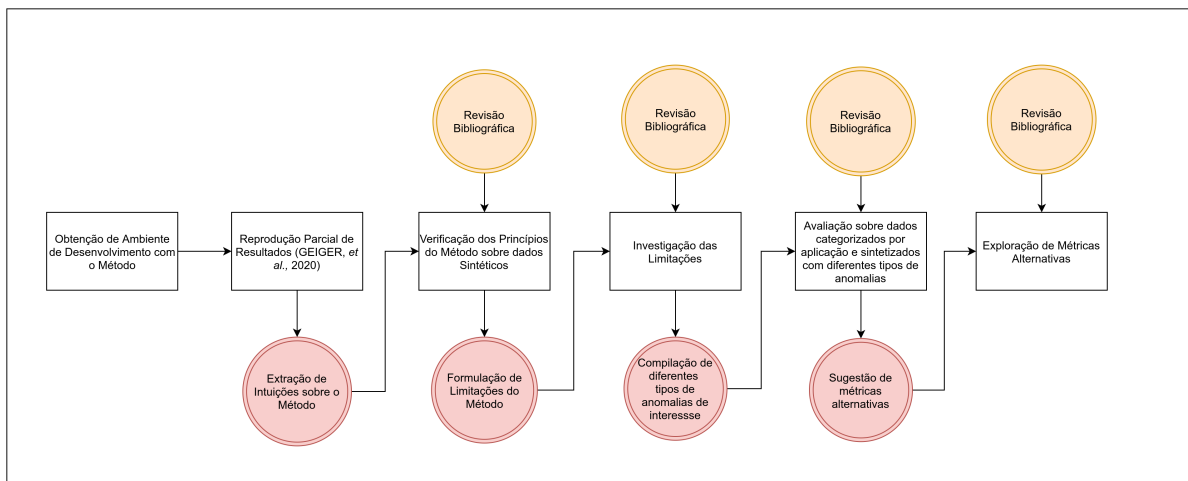 Revisão
Bibliográfica
Revisão
Bibliográfica
Revisão
Bibliográfica
Revisão
Bibliográfica
Obtenção de Ambiente
de Desenvolvimento com
o Método
Reprodução Parcial de
Resultados (GEIGER, et
al., 2020)
Verificação dos Princípios
do Método sobre dados
Sintéticos
Investigação das
Limitações
Avaliação sobre dados
categorizados por
aplicação e sintetizados
com diferentes tipos de
anomalias
Exploração de Métricas
Alternativas
Extração de
Intuições sobre o
Método
Formulação de
Limitações do
Método
Compilação de
diferentes
tipos de
anomalias de
interessse
Sugestão de
métricas
alternativas